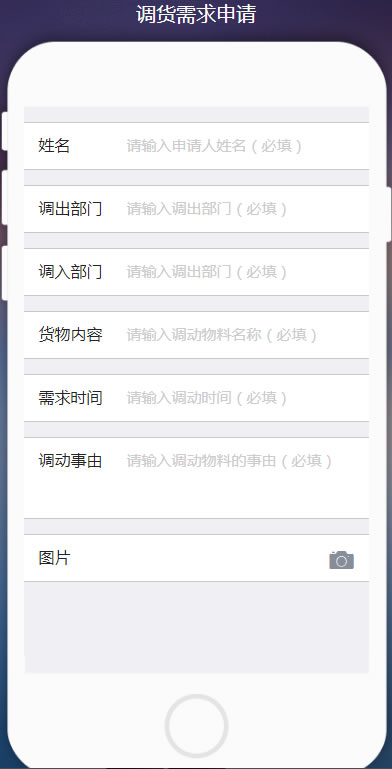 调货需求申请
姓名 请输入申请人姓名（必填）
调出部门 请输入调出部门（必填）
调入部门 请输入调出部门（必填）
货物内容 请输入调动物料名称（必填）
需求时间 请输入调动时间（必填）
调动事由 请输入调动物料的事由（必填）
图片